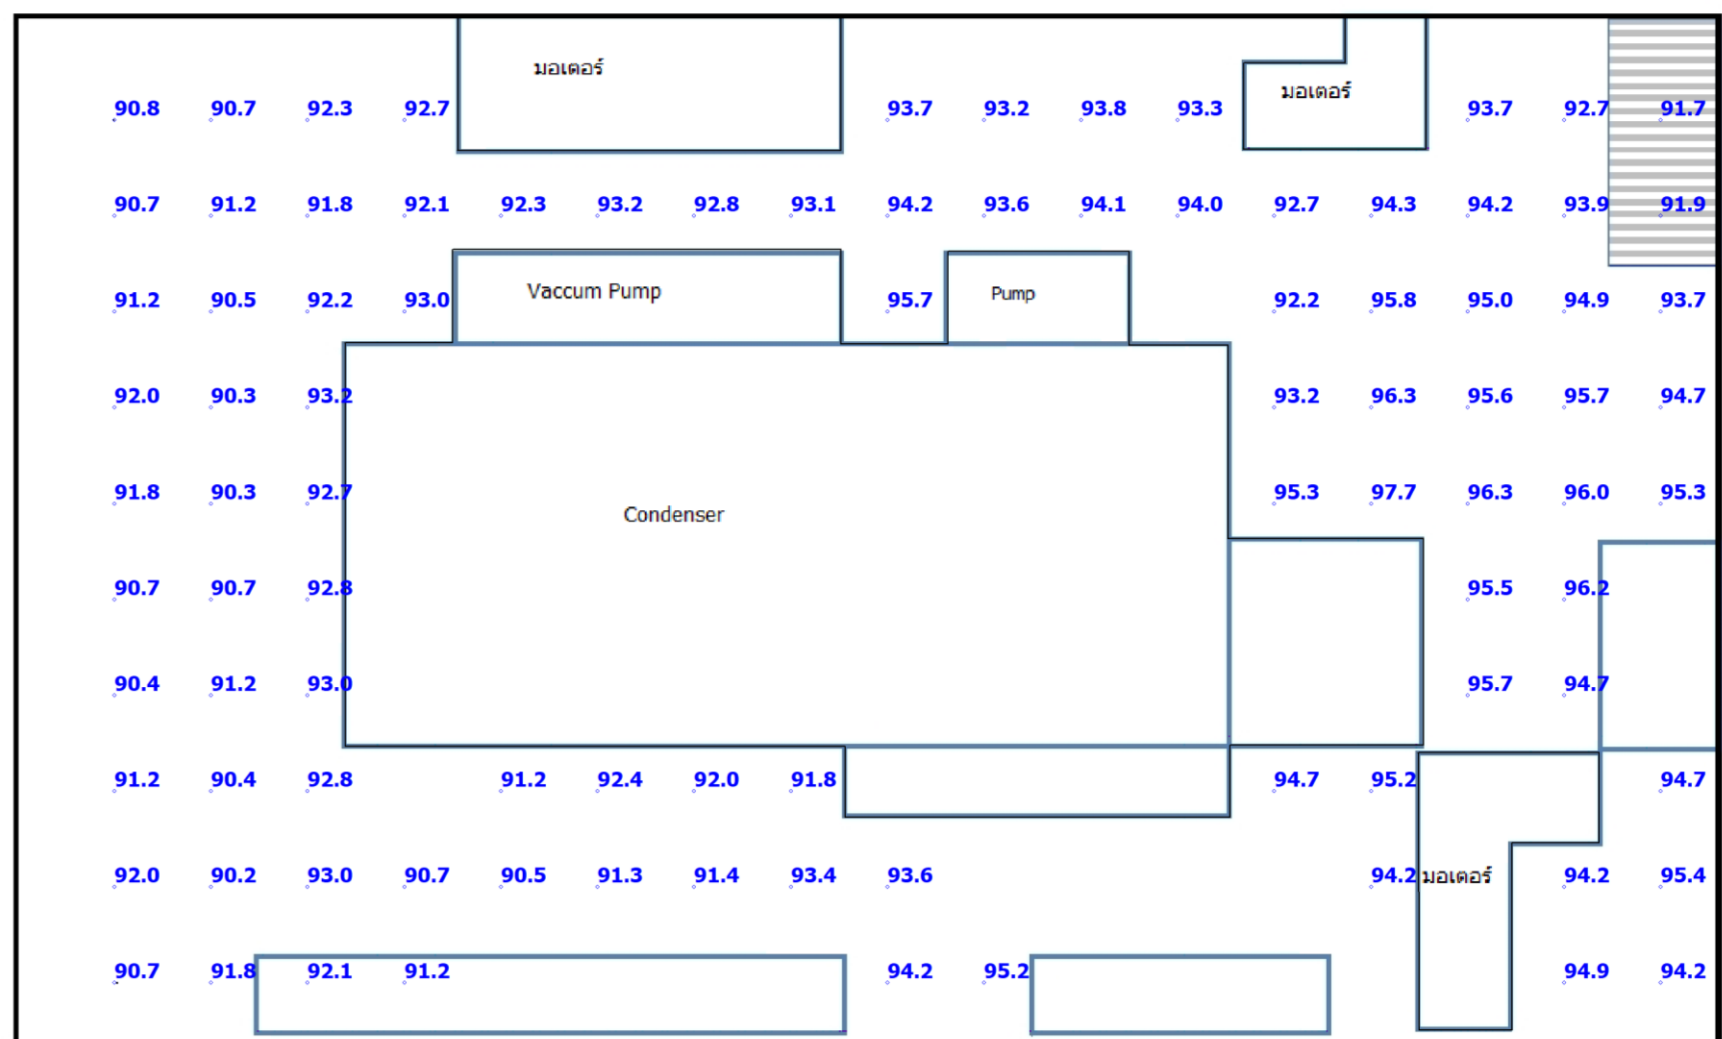 มอเตอร์
มอเตอร์
90.8 90.7 92.3 92.7 93.7 93.2 93.8 93.3 93.7 92.7 91.7
90.7 91.2 91.8 92.1 92.3 93.2 92.8 93.1 94.2 93.6 94.1 94.0 92.7 94.3 94.2 93.9 91.9
Vaccum Pump
Pump
91.2 90.5 92.2 93.0 95.7 92.2 95.8 95.0 94.9 93.7
92.0 90.3 93.2 93.2 96.3 95.6 95.7 94.7
91.8 90.3 92.7 95.3 97.7 96.3 96.0 95.3
Condenser
90.7 90.7 92.8 95.5 96.2
90.4 91.2 93.0 95.7 94.7
91.2 90.4 92.8 91.2 92.4 92.0 91.8 94.7 95.2 94.7
92.0 90.2 93.0 90.7 90.5 91.3 91.4 93.4 93.6 94.2 มอเตอร์ 94.2 95.4
90.7 91.8 92.1 91.2 94.2 95.2 94.9 94.2